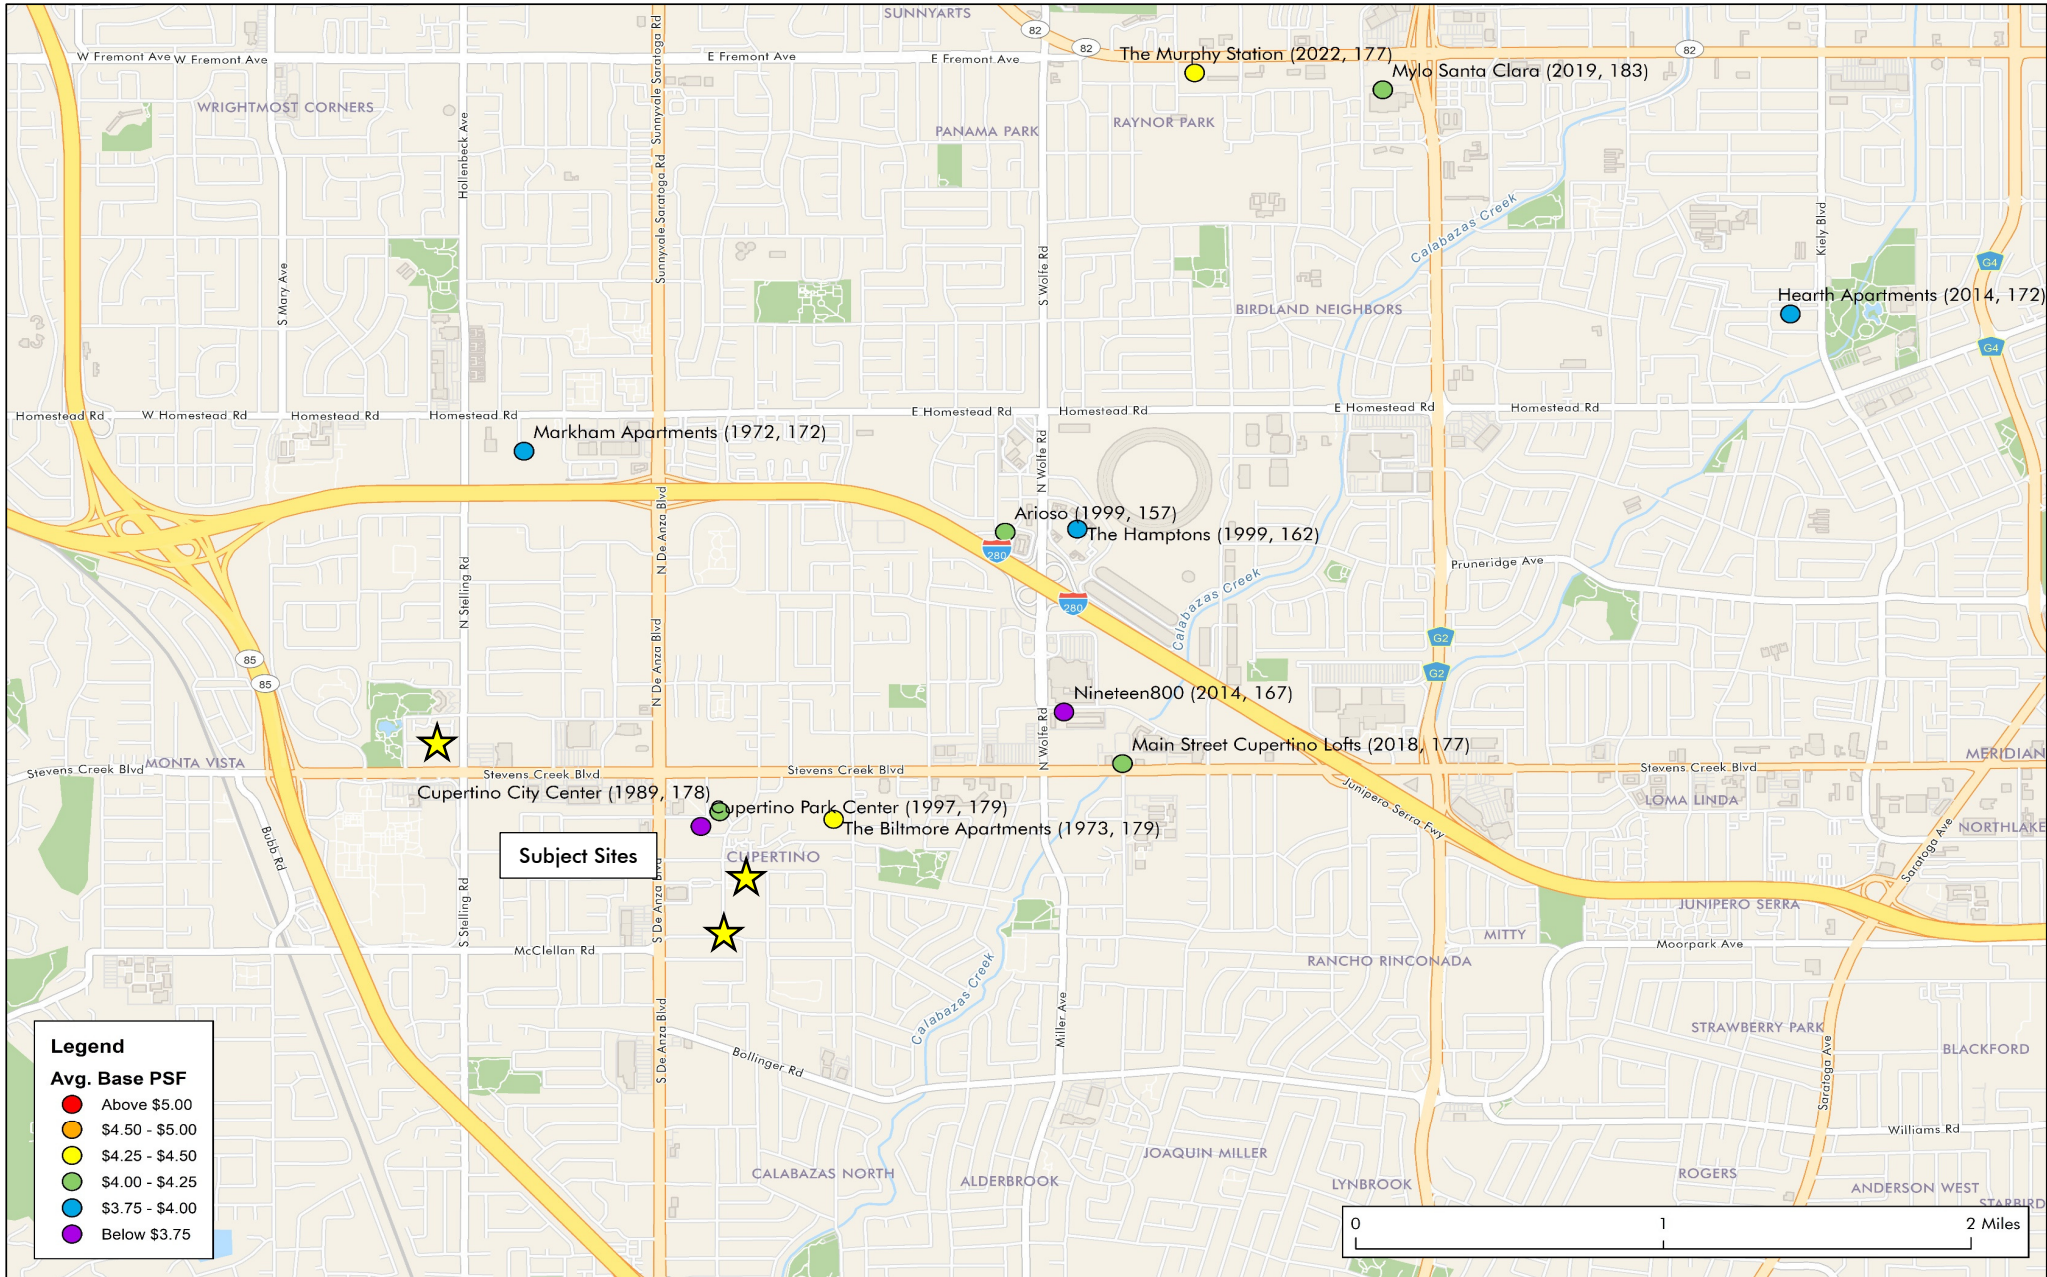 SUNNYARTS
82
82
82
W Fremont Ave
W Fremont Ave
E Fremont Ave
E Fremont Ave
The Murphy Station (2022, 177)
Mylo Santa Clara (2019, 183)
Sunnyvale Saratoga Rd
WRIGHTMOST CORNERS
Hollenbeck Ave
PANAMA PARK
RAYNOR PARK
Sunnyvale Saratoga Rd
Calabazas Creek
Kiely Blvd
S Mary Ave
S Wolfe Rd
G4
BIRDLAND NEIGHBORS
Hearth Apartments (2014, 172)
G4
Homestead Rd
W Homestead Rd
Homestead Rd
Homestead Rd
E Homestead Rd
Homestead Rd
E Homestead Rd
Homestead Rd
Markham Apartments (1972, 172)
N Wolfe Rd
N De Anza Blvd
Arioso (1999, 157)
The Hamptons (1999, 162)
280
280
Pruneridge Ave
N Stelling Rd
Calabazas Creek
N De Anza Blvd
85
85
G2
G2
Nineteen800 (2014, 167)
N Wolfe Rd
Main Street Cupertino Lofts (2018, 177)
MONTA VISTA
MERIDIAN
Stevens Creek Blvd
Stevens Creek Blvd
Stevens Creek Blvd
Stevens Creek Blvd
Junipero Serra Fwy
Cupertino City Center (1989, 178)
Cupertino Park Center (1997, 179)
The Biltmore Apartments (1973, 179)
LOMA LINDA
NORTHLAKE
Bubb Rd
Subject Sites
CUPERTINO
Saratoga Ave
S De Anza Blvd
S Stelling Rd
JUNIPERO SERRA
MITTY
McClellan Rd
Moorpark Ave
RANCHO RINCONADA
Calabazas Creek
Miller Ave
S De Anza Blvd
Bollinger Rd
STRAWBERRY PARK
BLACKFORD
Saratoga Ave
Williams Rd
JOAQUIN MILLER
CALABAZAS NORTH
ALDERBROOK
LYNBROOK
ROGERS
ANDERSON WEST
STARBIRD
Legend
Avg. Base PSF
Above $5.00
$4.50 - $5.00
$4.25 - $4.50
$4.00 - $4.25
$3.75 - $4.00
Below $3.75
0 1 2 Miles